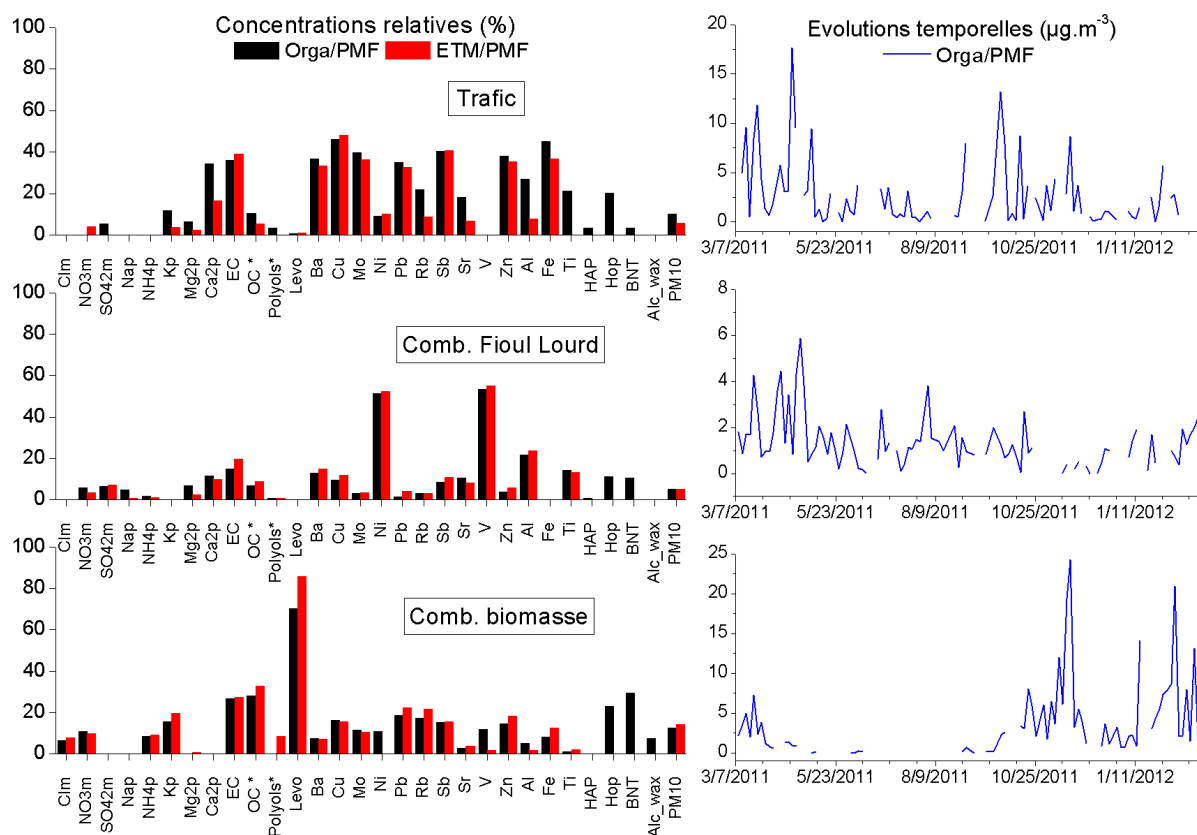 Concentrations relatives (%)
Orga/PMF ETM/PMF
Trafic
100
80
60
40
20
0
Clm NO3m SO42m Nap NH4p Kp Mg2p Ca2p EC OC * Polyols* Levo Ba Cu Mo Ni Pb Rb Sb Sr V Zn Al Fe Ti HAP Hop BNT Alc_wax PM10
Evolutions temporelles (µg.m-3)
Orga/PMF
20
15
10
5
0
3/7/2011 5/23/2011 8/9/2011 10/25/2011 1/11/2012
Comb. Fioul Lourd
100
80
60
40
20
0
Clm NO3m SO42m Nap NH4p Kp Mg2p Ca2p EC OC * Polyols* Levo Ba Cu Mo Ni Pb Rb Sb Sr V Zn Al Fe Ti HAP Hop BNT Alc_wax PM10
8
6
4
2
0
3/7/2011 5/23/2011 8/9/2011 10/25/2011 1/11/2012
Comb. biomasse
100
80
60
40
20
0
Clm NO3m SO42m Nap NH4p Kp Mg2p Ca2p EC OC * Polyols* Levo Ba Cu Mo Ni Pb Rb Sb Sr V Zn Al Fe Ti HAP Hop BNT Alc_wax PM10
25
20
15
10
5
0
3/7/2011 5/23/2011 8/9/2011 10/25/2011 1/11/2012